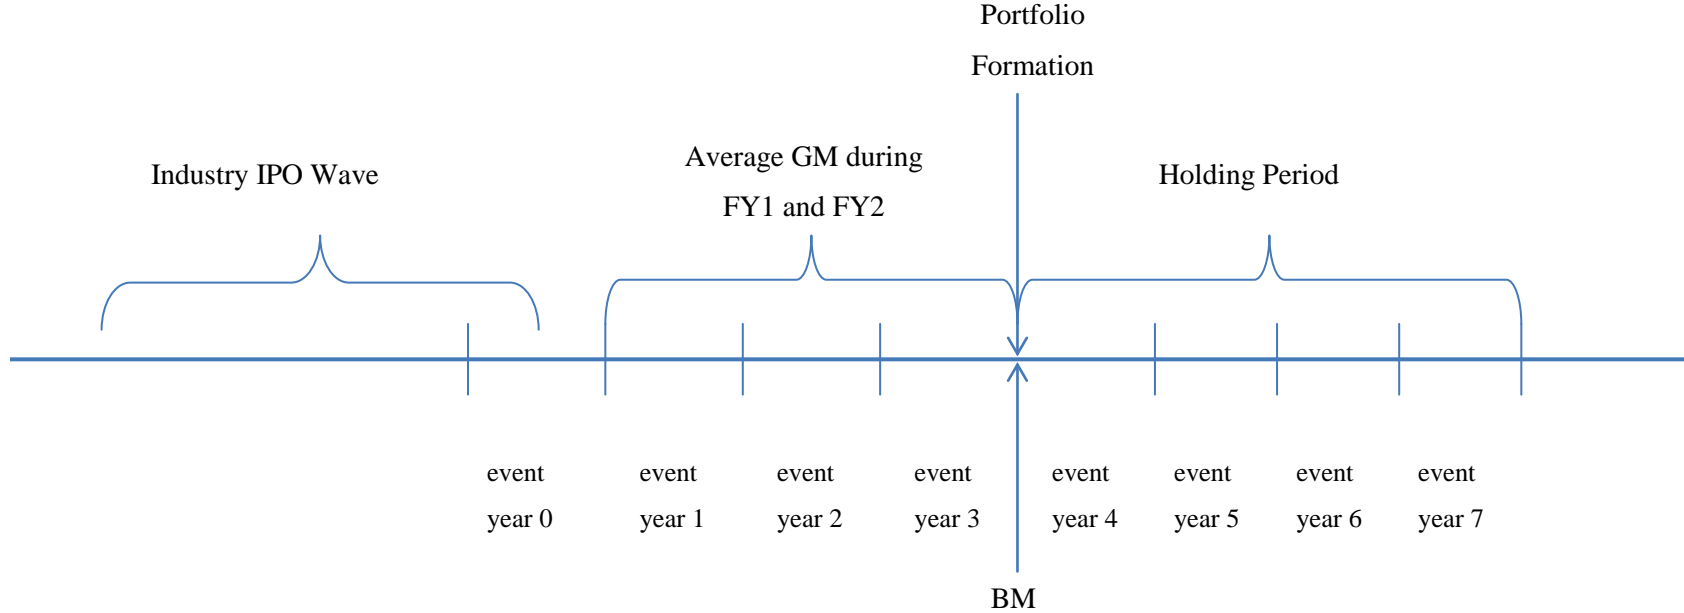 Portfolio
Formation
Industry IPO Wave
Average GM during
FY1 and FY2
Holding Period
event
year 0
event
year 1
event
year 2
event
year 3
event
year 4
event
year 5
event
year 6
event
year 7
BM